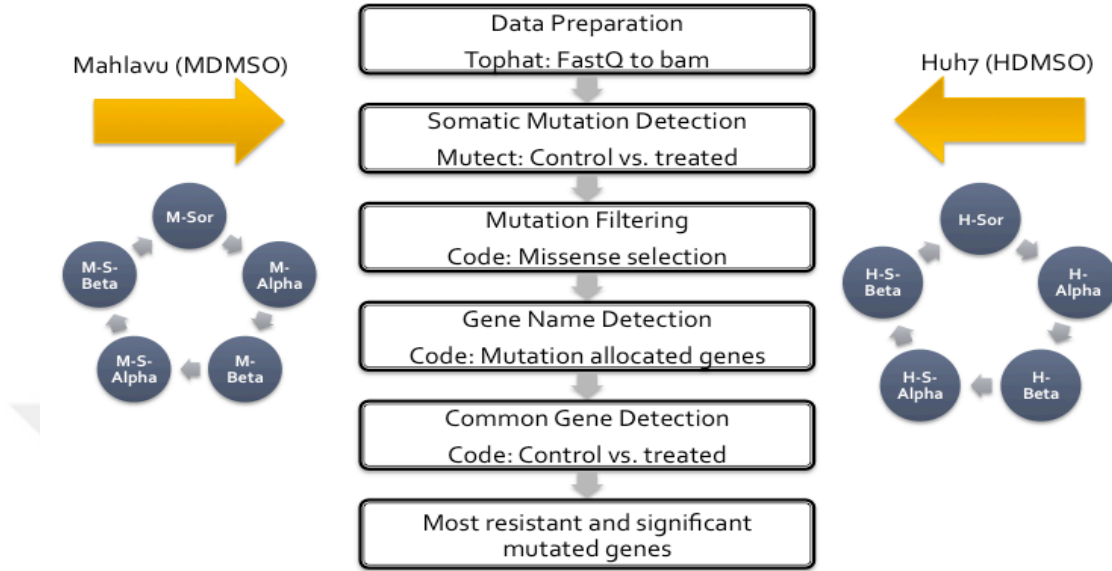 Data Preparation
Tophat: FastQ to bam
Mahlavu (MDMSO)
Huh7 (HDMSO)
Somatic Mutation Detection
Mutect: Control vs. treated
Mutation Filtering
Code: Missense selection
Gene Name Detection
Code: Mutation allocated genes
Common Gene Detection
Code: Control vs. treated
Most resistant and significant
mutated genes
M-Sor
M-
Alpha
M-
Beta
M-S-
Alpha
M-S-
Beta
H-Sor
H-
Alpha
H-
Beta
H-S-
Alpha
H-S-
Beta